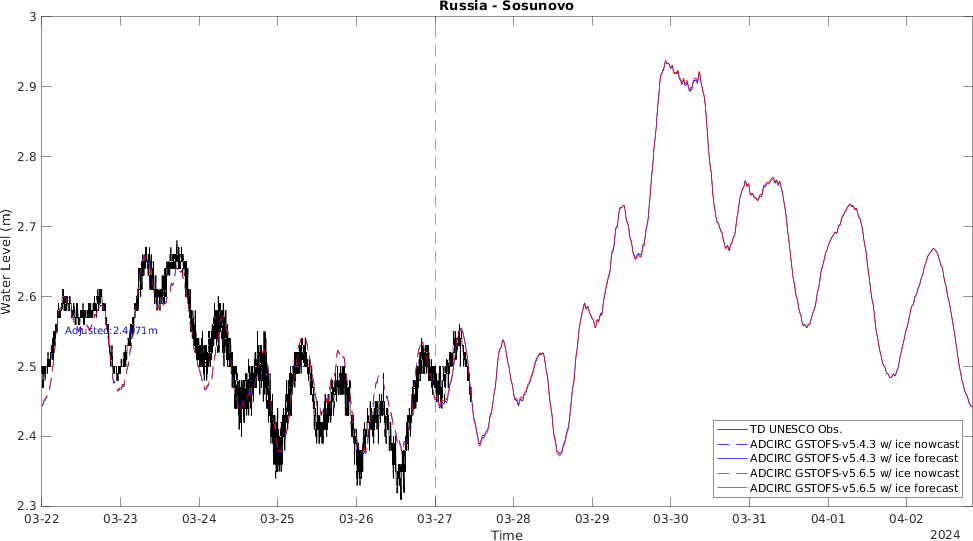 Russia - Sosunovo
3
2.9
2.8
2.7
2.6
2.5
2.4
2.3
Water Level (m)
TD UNESCO Obs.
ADCIRC GSTOFS-v5.4.3 w/ ice nowcast
ADCIRC GSTOFS-v5.4.3 w/ ice forecast
ADCIRC GSTOFS-v5.6.5 w/ ice nowcast
ADCIRC GSTOFS-v5.6.5 w/ ice forecast
03-22 03-23 03-24 03-25 03-26 03-27 03-28 03-29 03-30 03-31 04-01 04-02
Time
2024